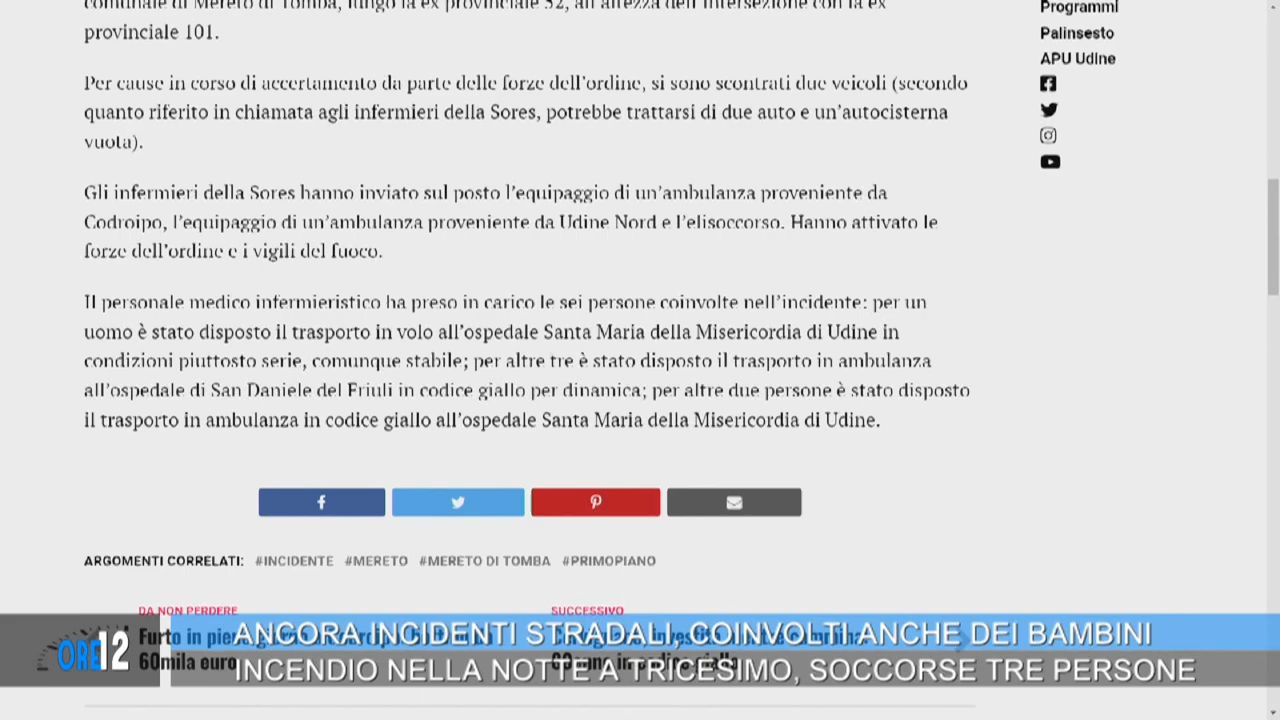 comunale di Mereto di Tomba, lungo la ex provinciale 52, all'altezza dell'intersezione con la ex
provinciale 101.
Per cause in corso di accertamento da parte delle forze dell'ordine, si sono scontrati due veicoli (secondo
quanto riferito in chiamata agli infermieri della Sores, potrebbe trattarsi di due auto e un'autocisterna
vuota).
Gli infermieri della Sores hanno inviato sul posto l'equipaggio di un'ambulanza proveniente da
Codroipo, l'equipaggio di un'ambulanza proveniente da Udine Nord e l'elisoccorso. Hanno attivato le
forze dell'ordine e i vigili del fuoco.
Il personale medico infermieristico ha preso in carico le sei persone coinvolte nell'incidente: per un
uomo è stato disposto il trasporto in volo all'ospedale Santa Maria della Misericordia di Udine in
condizioni piuttosto serie, comunque stabile; per altre tre è stato disposto il trasporto in ambulanza
all'ospedale di San Daniele del Friuli in codice giallo per dinamica; per altre due persone è stato disposto
il trasporto in ambulanza in codice giallo all'ospedale Santa Maria della Misericordia di Udine.
Programmi
Palinsesto
APU Udine
ARGOMENTI CORRELATI: #INCIDENTE #MERETO #MERETO DI TOMBA #PRIMOPIANO
DA NON PERDERE
Furto in
60mila euro
SUCCESSIVO
ORE12
ANCORA INCIDENTI STRADALI, COINVOLTI ANCHE DEI BAMBINI
INCENDIO NELLA NOTTE A TRICESIMO, SOCCORSE TRE PERSONE